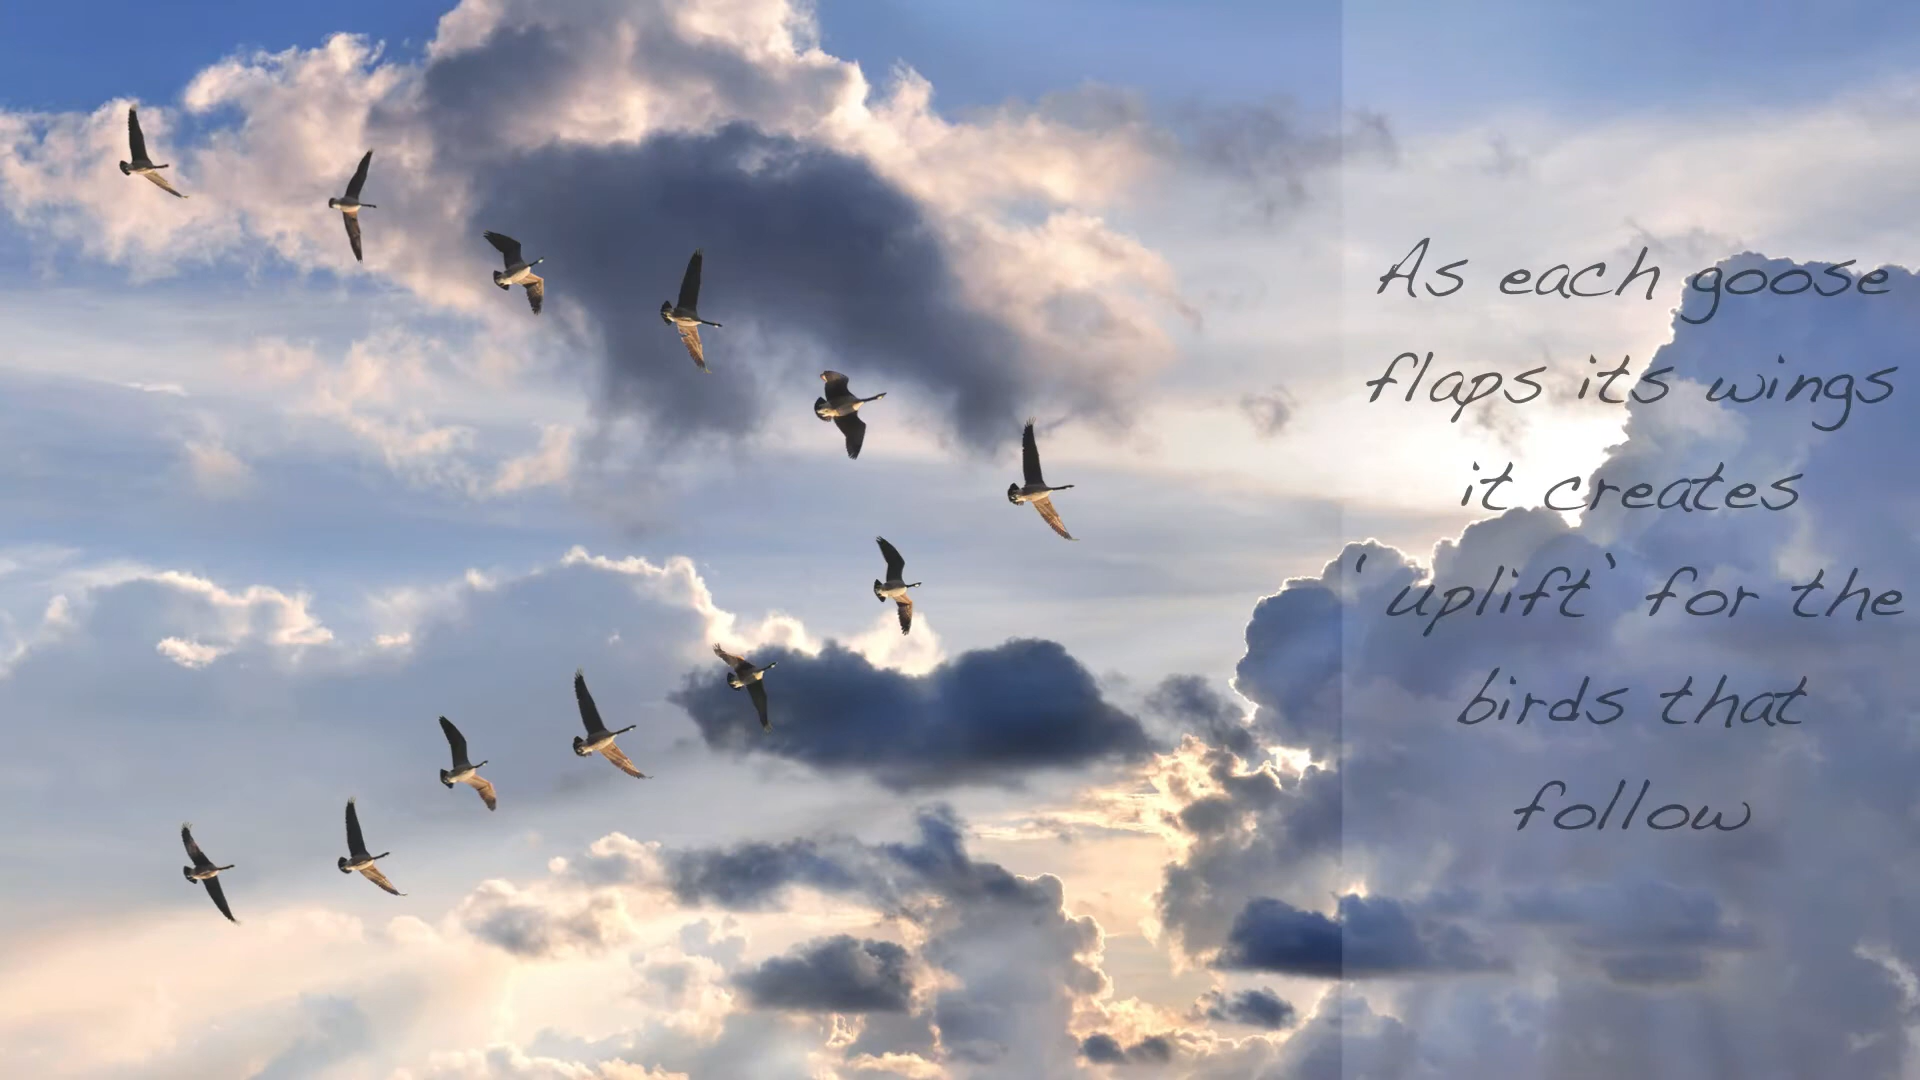 As each goose
flaps its wings
it creates
'uplift' for the
birds that
follow